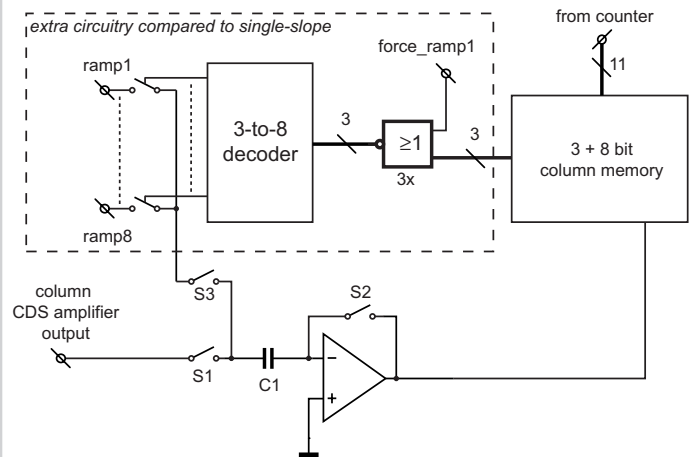 extra circuitry compared to single-slope
from counter
11
ramp1
force_ramp1
3-to-8
decoder
3
≥1
3x
3
3 + 8 bit
column memory
ramp8
column
CDS amplifier
output
S3
S2
S1
C1
−
+